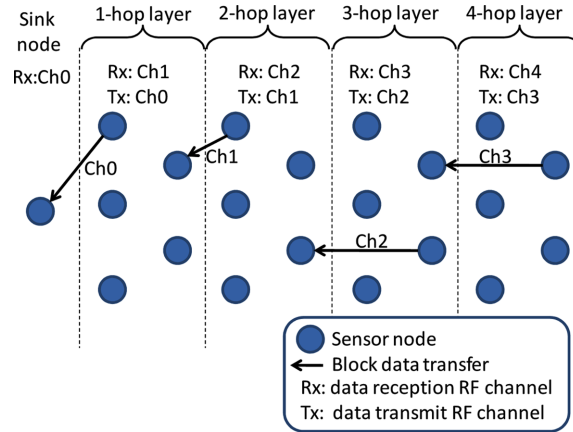 Sink node
Rx:Ch0
1-hop layer
Rx: Ch1
Tx: Ch0
2-hop layer
Rx: Ch2
Tx: Ch1
3-hop layer
Rx: Ch3
Tx: Ch2
4-hop layer
Rx: Ch4
Tx: Ch3
Ch0
Ch1
Ch3
Ch2
Sensor node
Block data transfer
Rx: data reception RF channel
Tx: data transmit RF channel